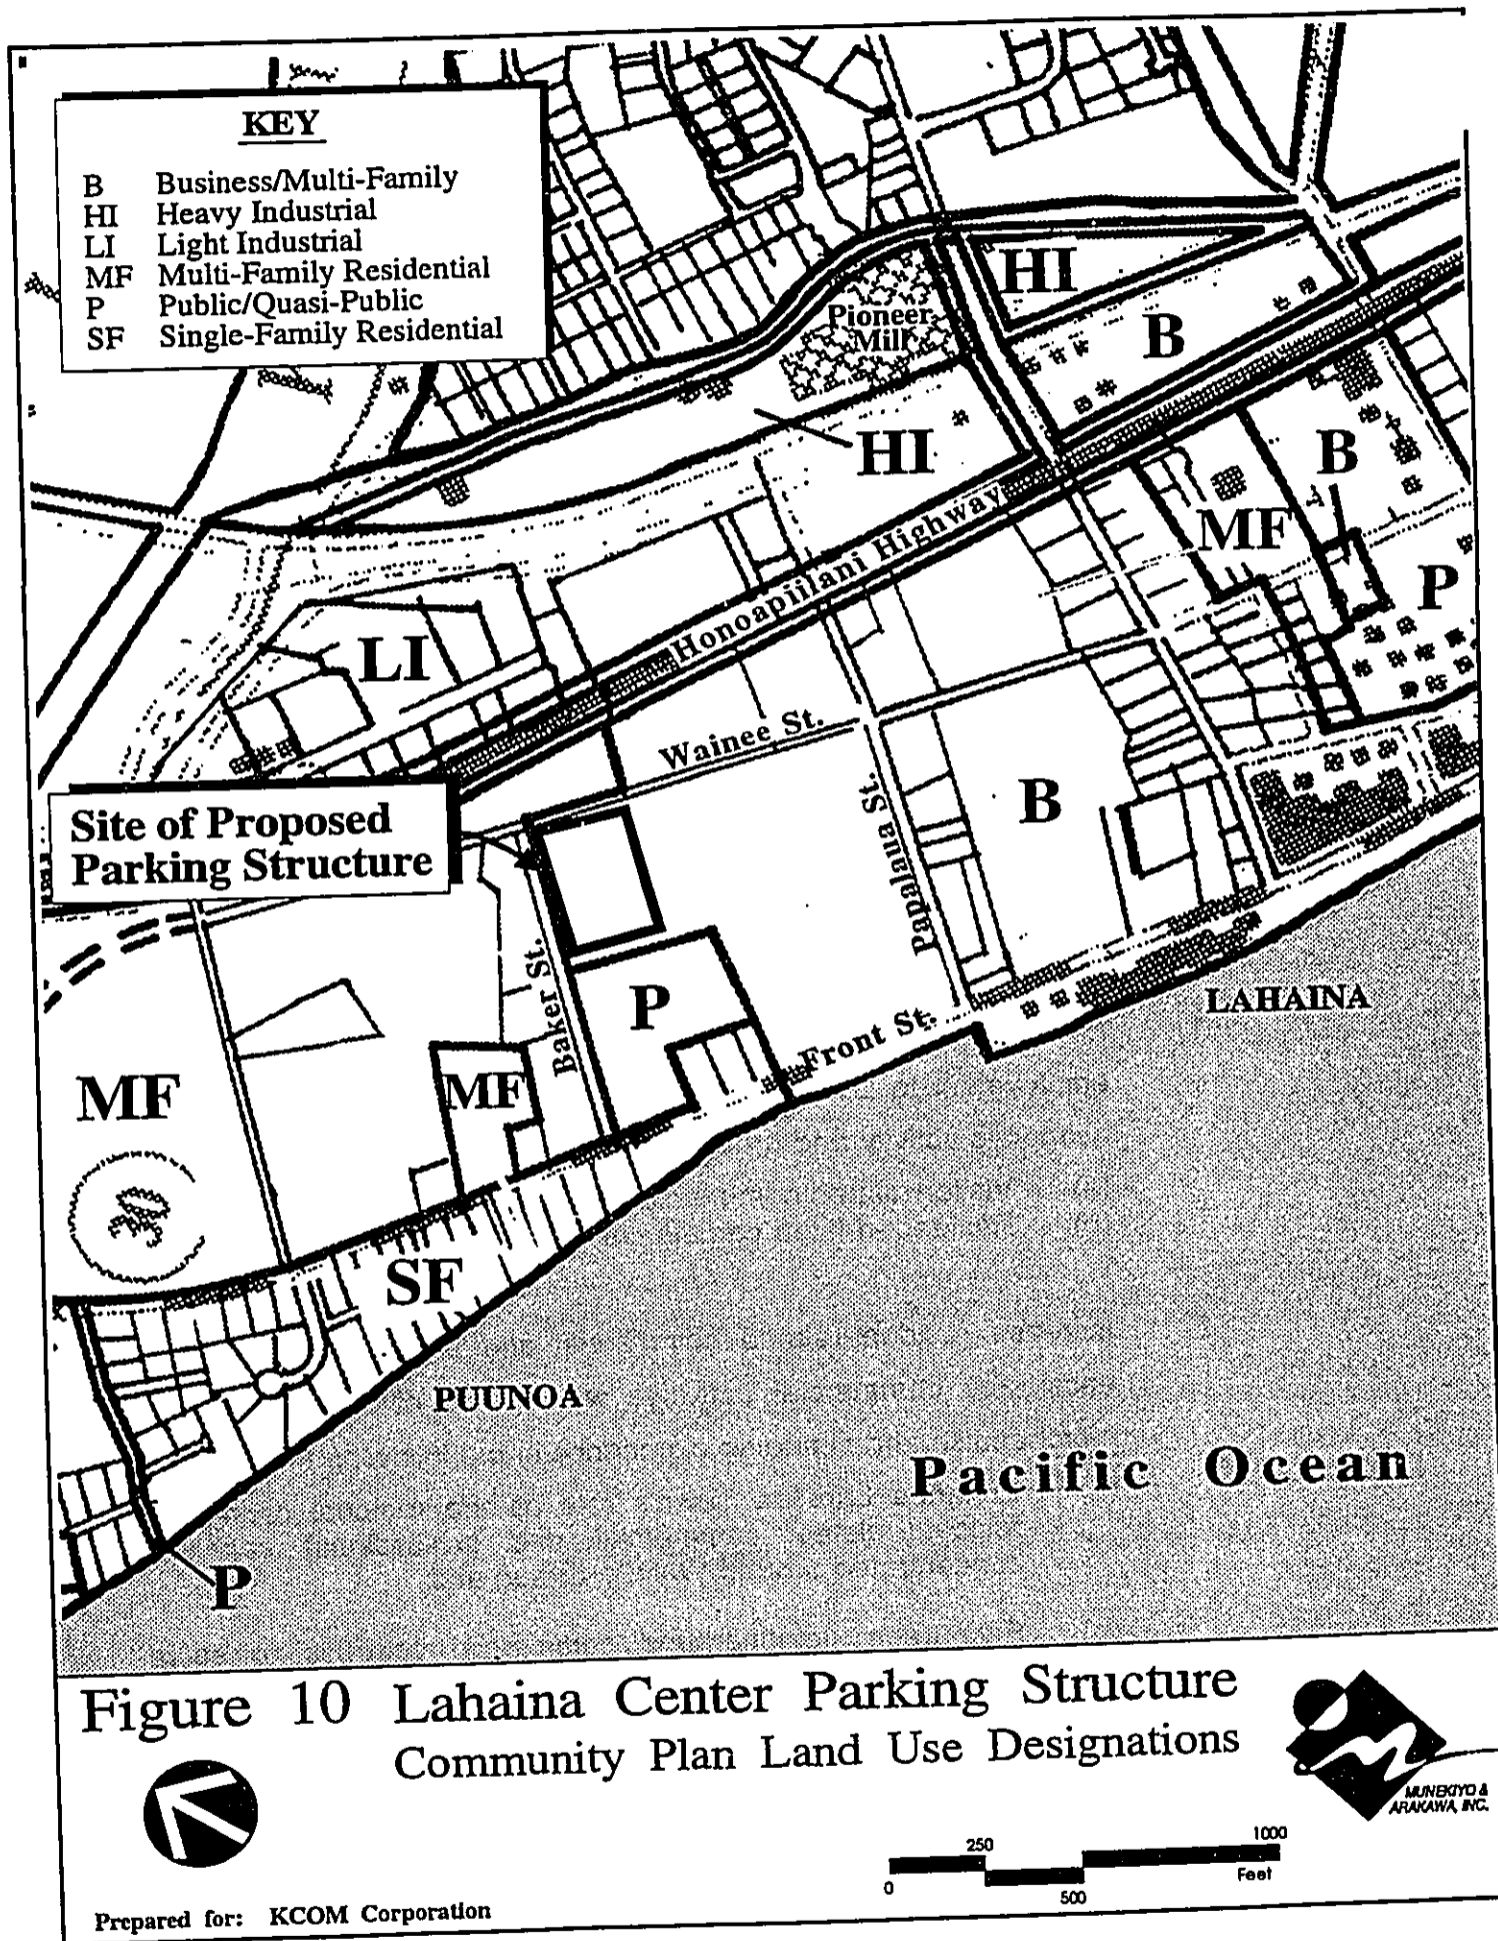 KEY
B Business/Multi-Family
HI Heavy Industrial
LI Light Industrial
MF Multi-Family Residential
P Public/Quasi-Public
SF Single-Family Residential
HI
Pioneer
Mill
B
HI
B
MF
P
Honoapiilani Highway
LI
Wainee St.
Site of Proposed
Parking Structure
Papalaua St.
B
Baker St.
P
Front St.
LAHAINA
MF
MF
SF
PUUNOA
Pacific Ocean
P
Figure 10 Lahaina Center Parking Structure
Community Plan Land Use Designations
MUNEKIYO &
ARAKAWA, INC.
250
1000
0
500
Feet
Prepared for: KCOM Corporation